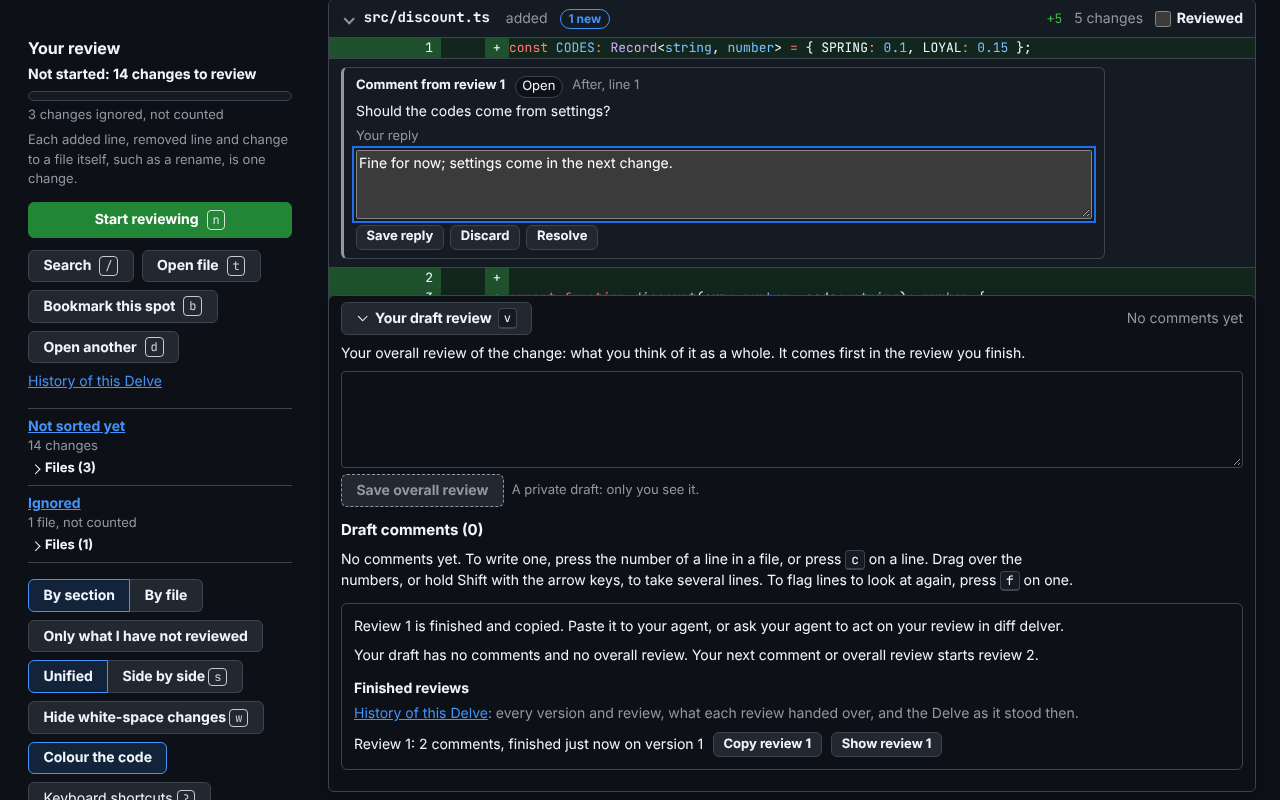 Your review
Not started: 14 changes to review
3 changes ignored, not counted
Each added line, removed line and change
to a file itself, such as a rename, is one
change.
Start reviewing n
Search / Open file t
Bookmark this spot b
Open another d
History of this Delve
Not sorted yet
14 changes
Files (3)
Ignored
1 file, not counted
Files (1)
By section By file
Only what I have not reviewed
Unified Side by side s
Hide white-space changes w
Colour the code
Keyboard shortcuts ?
src/discount.ts added 1 new +5 5 changes Reviewed
1 + const CODES: Record<string, number> = { SPRING: 0.1, LOYAL: 0.15 };
Comment from review 1 Open After, line 1
Should the codes come from settings?
Your reply
Fine for now; settings come in the next change.
Save reply Discard Resolve
2 +
Your draft review v No comments yet
Your overall review of the change: what you think of it as a whole. It comes first in the review you finish.
Save overall review A private draft: only you see it.
Draft comments (0)
No comments yet. To write one, press the number of a line in a file, or press c on a line. Drag over the
numbers, or hold Shift with the arrow keys, to take several lines. To flag lines to look at again, press f on one.
Review 1 is finished and copied. Paste it to your agent, or ask your agent to act on your review in diff delver.
Your draft has no comments and no overall review. Your next comment or overall review starts review 2.
Finished reviews
History of this Delve: every version and review, what each review handed over, and the Delve as it stood then.
Review 1: 2 comments, finished just now on version 1 Copy review 1 Show review 1